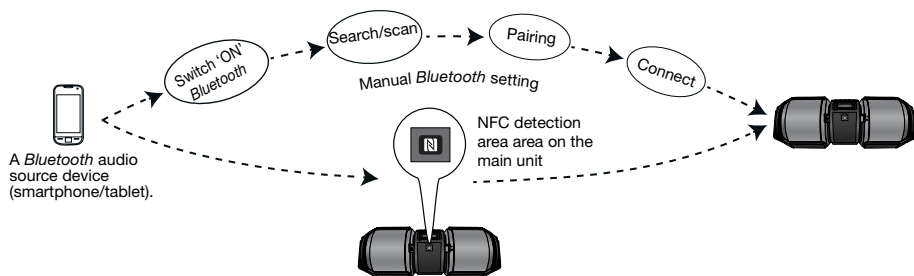 Switch ‘ON’
Bluetooth
Search/scan
Pairing
Connect
Manual Bluetooth setting
A Bluetooth audio
source device
(smartphone/tablet).
NFC detection
area area on the
main unit